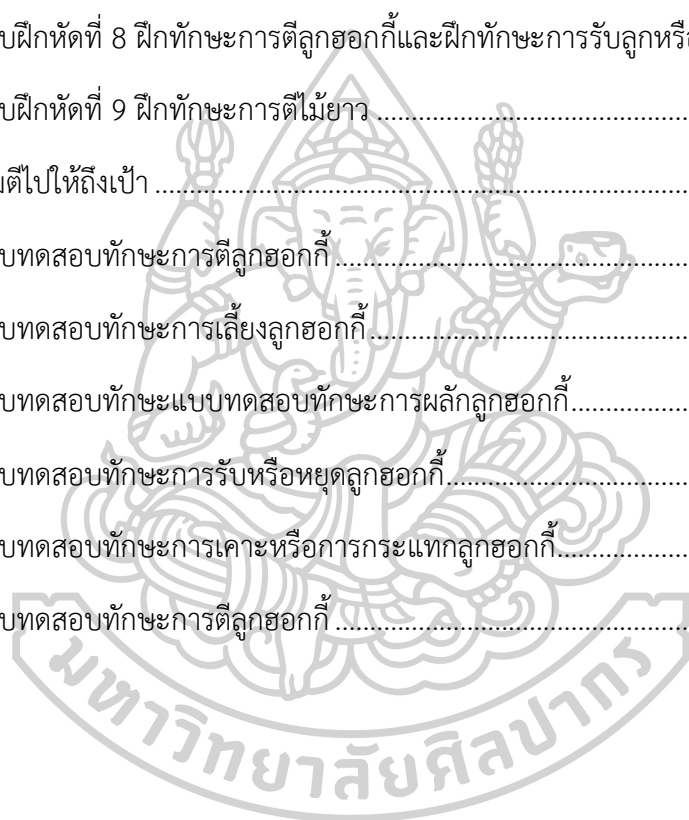 บฝึกหัดที่ 8 ฝึกทักษะการตีลูกฮอกกี้และฝึกทักษะการรับลูกหรือ
บฝึกหัดที่ 9 ฝึกทักษะการตีไม้ยาว ..........................................................
ตีไปให้ถึงเป้า ....................................................................................................
บทดสอบทักษะการตีลูกฮอกกี้ ..................................................................
บทดสอบทักษะการเลี้ยงลูกฮอกกี้ ............................................................
บทดสอบทักษะแบบทดสอบทักษะการผลักลูกฮอกกี้ ......................
บทดสอบทักษะการรับหรือหยุดลูกฮอกกี้ .............................................
บทดสอบทักษะการเคาะหรือการกระแทกลูกฮอกกี้ ........................
บทดสอบทักษะการตีลูกฮอกกี้ ..................................................................
มหาวิทยาลัยศิลปากร